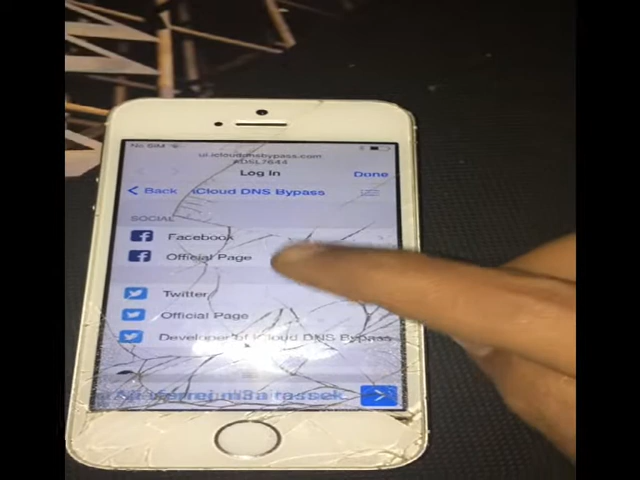 No SIM
ui.iclouddnsbypass.com
Log In
Done
Back
iCloud DNS Bypass
SOCIAL
Facebook
Official Page
Twitter
Official Page
Developer of iCloud DNS Bypass